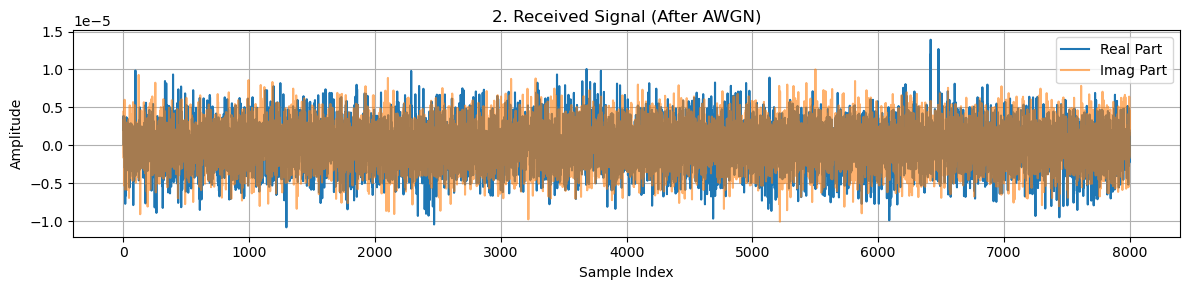 2. Received Signal (After AWGN)
1e−5
1.5
1.0
0.5
0.0
−0.5
−1.0
Amplitude
Real Part
Imag Part
0 1000 2000 3000 4000 5000 6000 7000 8000
Sample Index